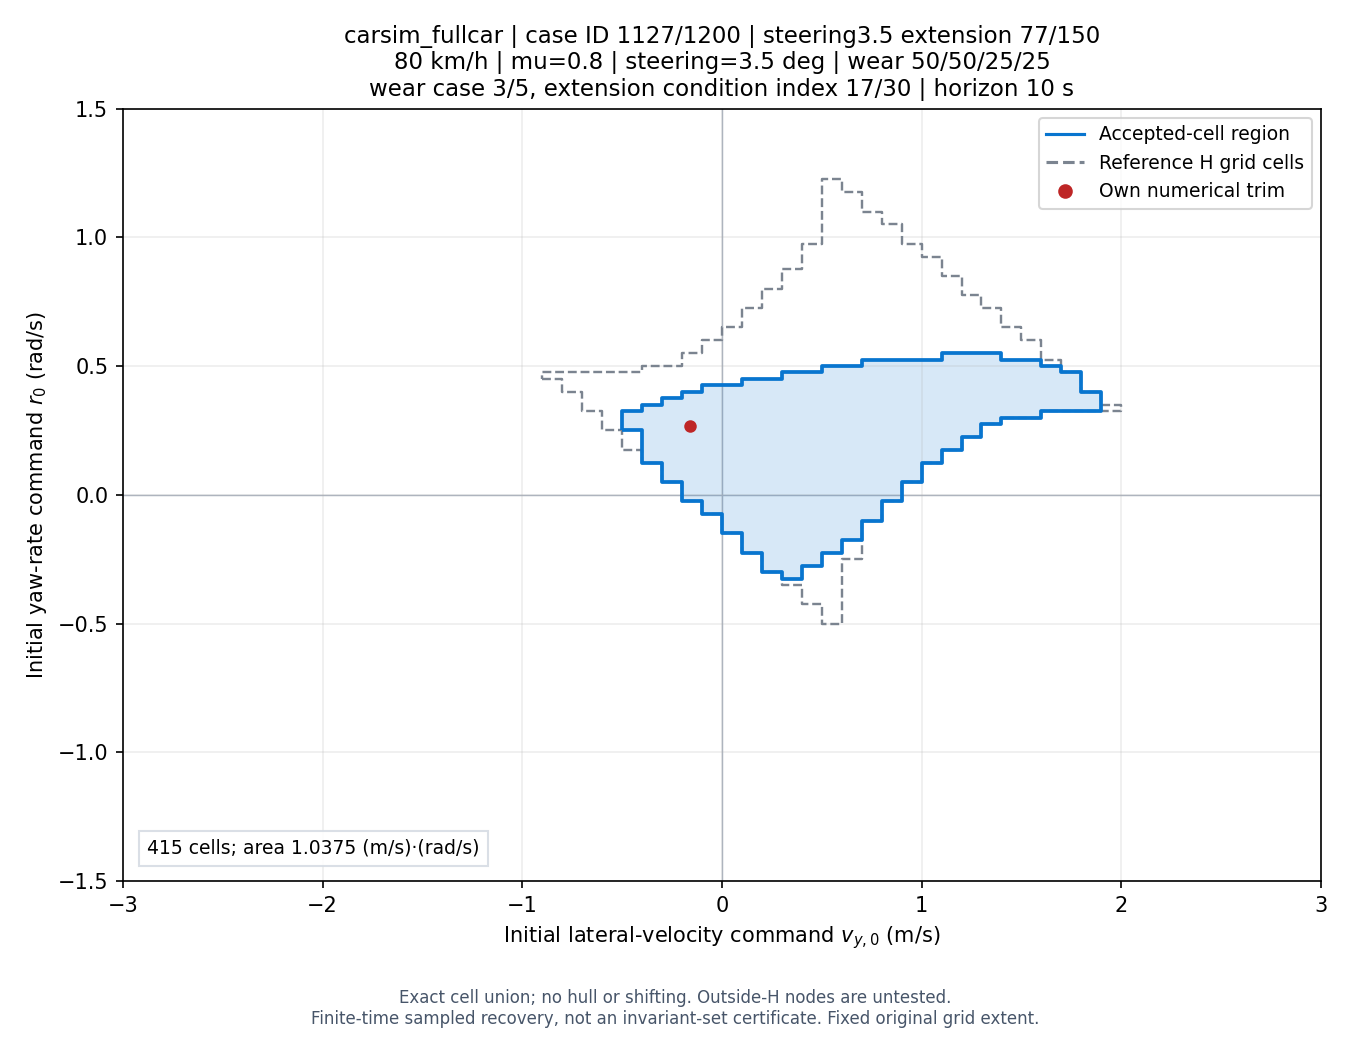 carsim_fullcar | case ID 1127/1200 | steering3.5 extension 77/150
80 km/h | mu=0.8 | steering=3.5 deg | wear 50/50/25/25
wear case 3/5, extension condition index 17/30 | horizon 10 s
Accepted-cell region
Reference H grid cells
Own numerical trim
1.5
1.0
0.5
0.0
−0.5
−1.0
−1.5
Initial yaw-rate command r₀ (rad/s)
415 cells; area 1.0375 (m/s)·(rad/s)
−3
−2
−1
0
1
2
3
Initial lateral-velocity command v_{y,0} (m/s)
Exact cell union; no hull or shifting. Outside-H nodes are untested.
Finite-time sampled recovery, not an invariant-set certificate. Fixed original grid extent.